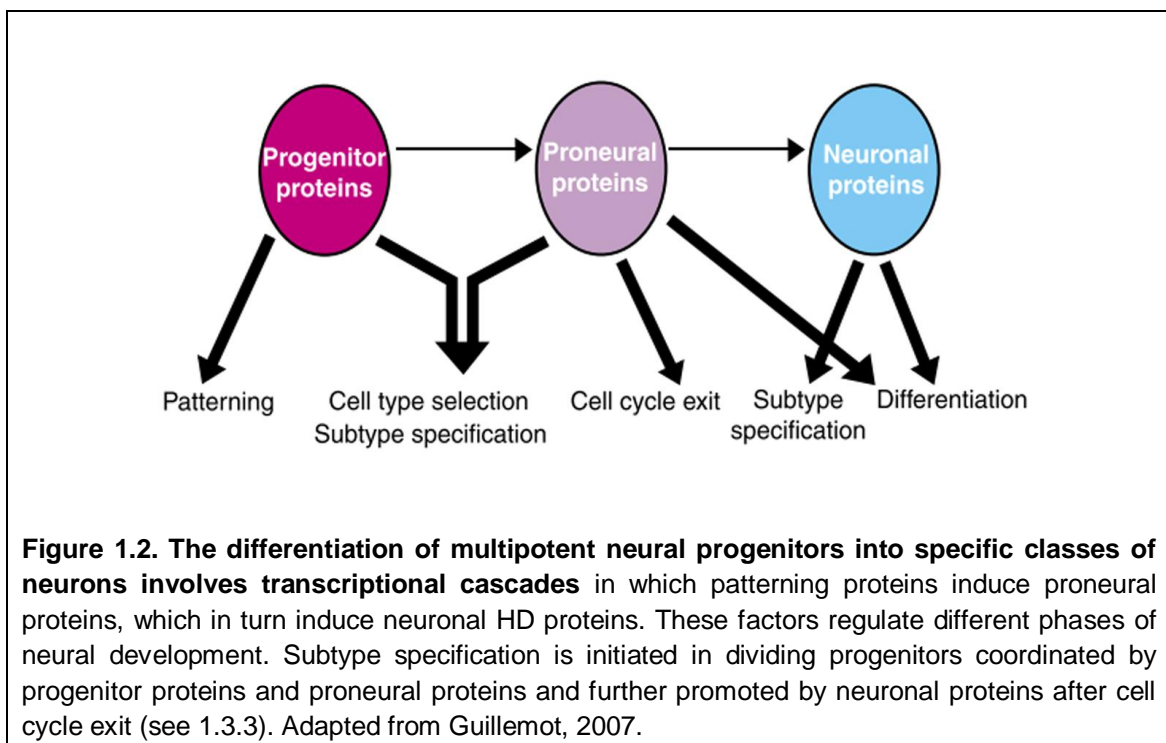 Progenitor
proteins
Proneural
proteins
Neuronal
proteins
Patterning
Cell type selection
Subtype specification
Cell cycle exit
Subtype
specification
Differentiation
Figure 1.2. The differentiation of multipotent neural progenitors into specific classes of
neurons involves transcriptional cascades in which patterning proteins induce proneural
proteins, which in turn induce neuronal HD proteins. These factors regulate different phases of
neural development. Subtype specification is initiated in dividing progenitors coordinated by
progenitor proteins and proneural proteins and further promoted by neuronal proteins after cell
cycle exit (see 1.3.3). Adapted from Guillemot, 2007.